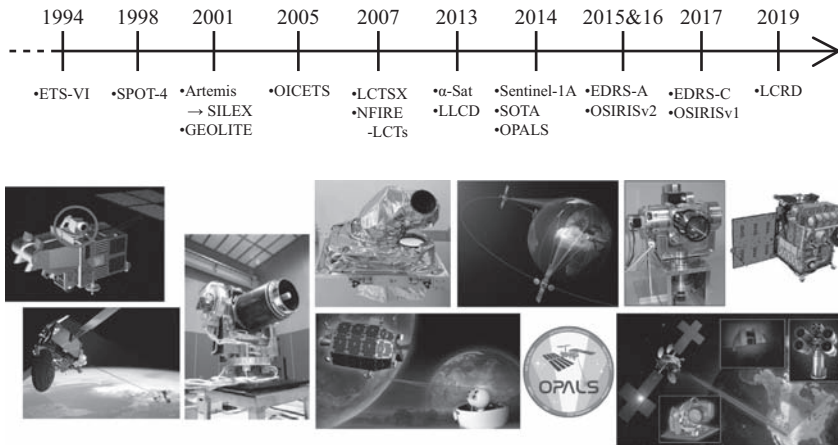 1994 1998 2001 2005 2007 2013 2014 2015&16 2017 2019
•ETS-VI
•SPOT-4
•Artemis
→ SILEX
•GEOLITE
•OICETS
•LCTSX
•NFIRE
-LCTs
•α-Sat
•LLCD
•Sentinel-1A
•SOTA
•OPALS
•EDRS-A
•OSIRISv2
•EDRS-C
•OSIRISv1
•LCRD
OPALS